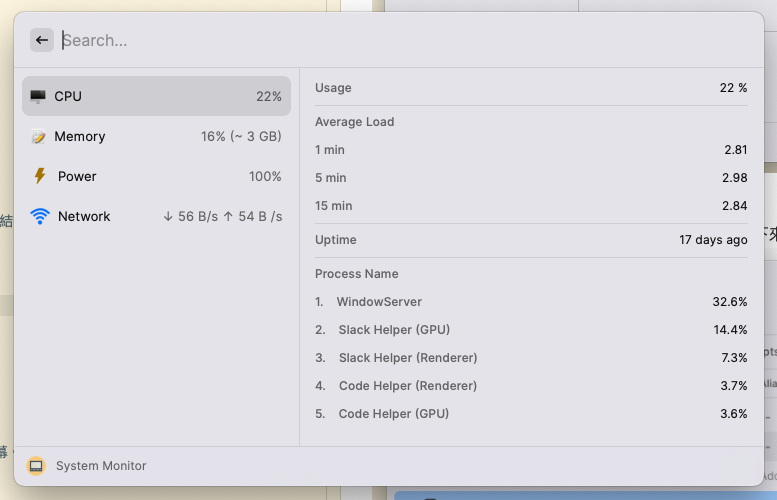 Search...
CPU 22%
Memory 16% (~ 3 GB)
Power 100%
Network ↓ 56 B/s ↑ 54 B /s
Usage 22 %
Average Load
1 min 2.81
5 min 2.98
15 min 2.84
Uptime 17 days ago
Process Name
1. WindowServer 32.6%
2. Slack Helper (GPU) 14.4%
3. Slack Helper (Renderer) 7.3%
4. Code Helper (Renderer) 3.7%
5. Code Helper (GPU) 3.6%
System Monitor
結